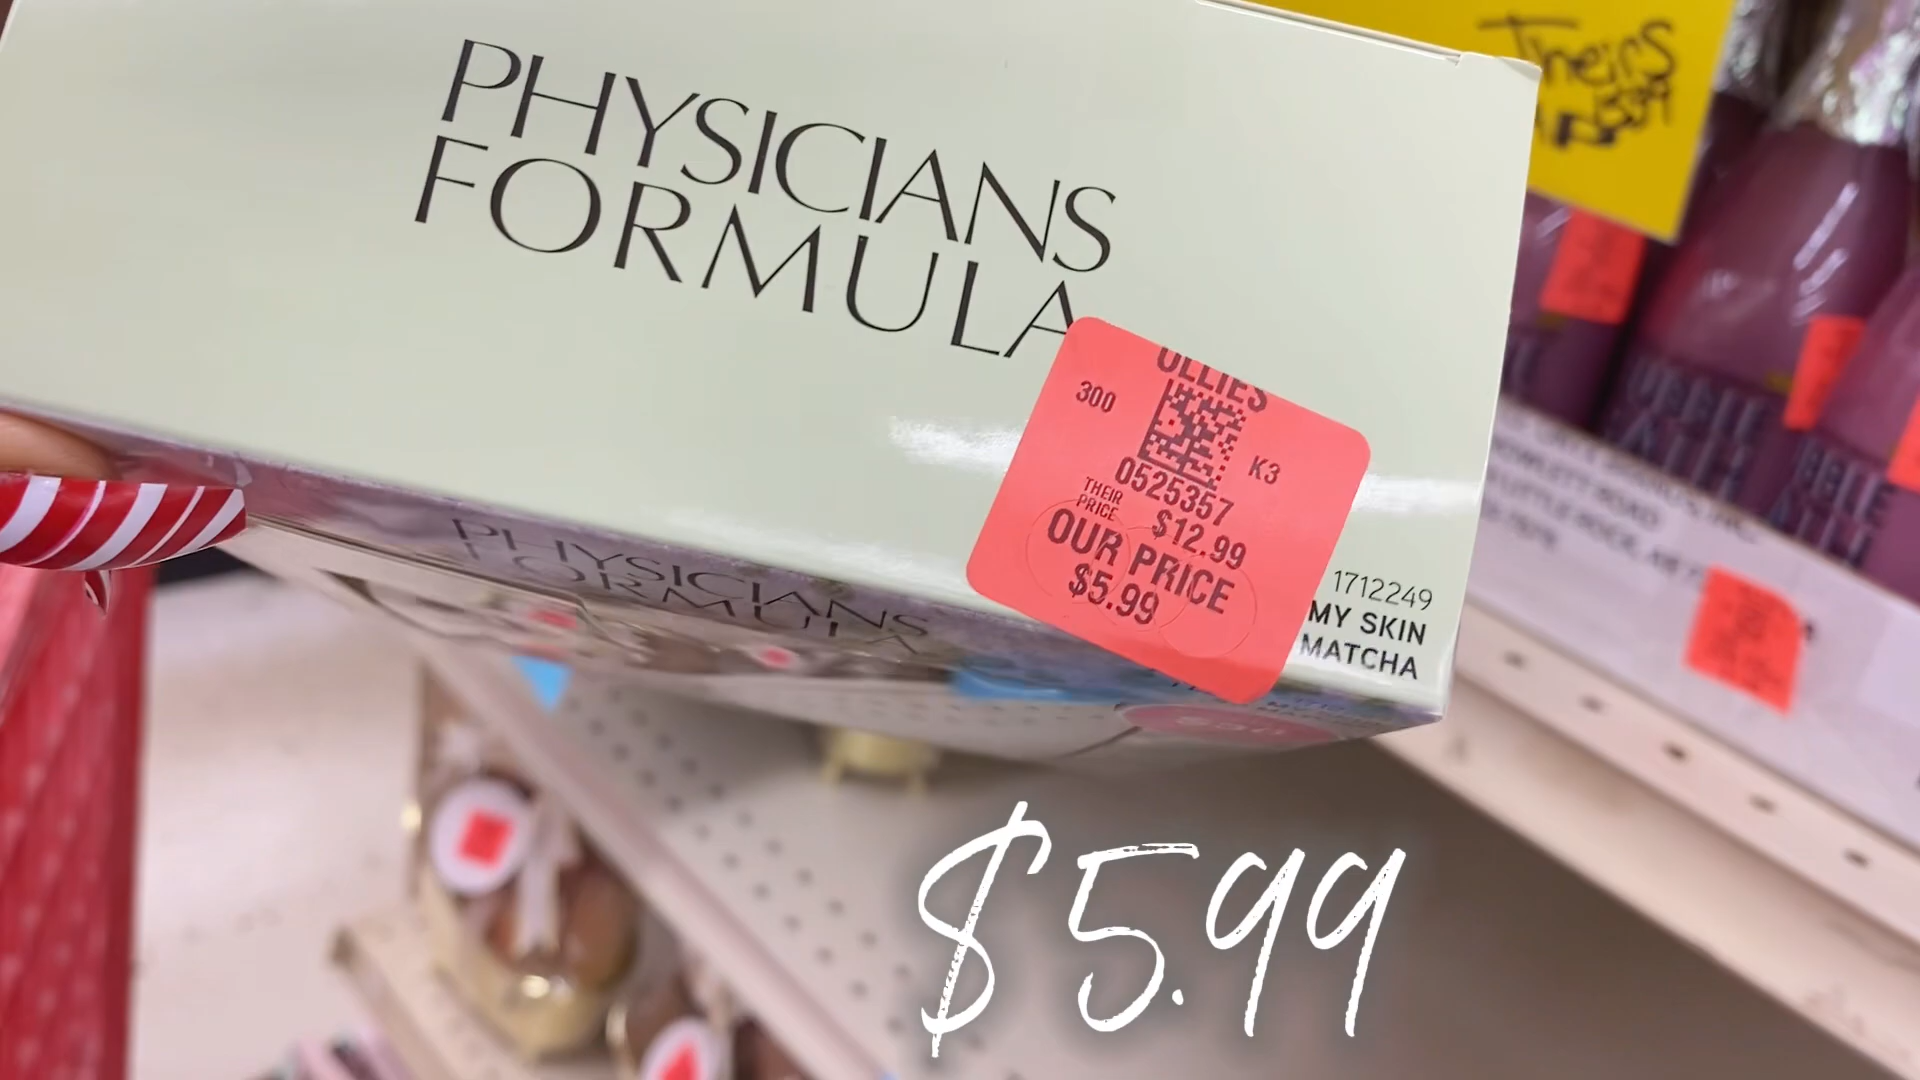 PHYSICIANS
FORMULA
Theirs
OLLIES
300
K3
0525357
THEIR
PRICE
$12.99
OUR PRICE
$5.99
1712249
MY SKIN
MATCHA
PHYSICIANS
FORMULA
$5.99